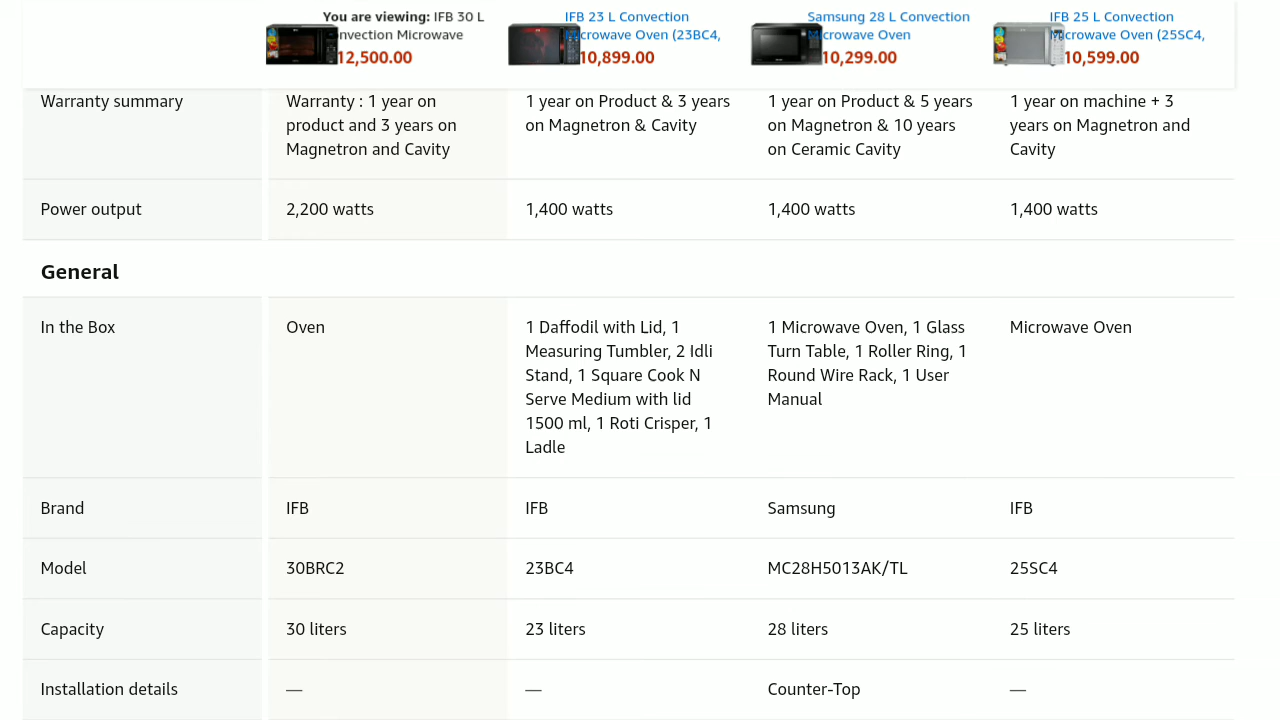 You are viewing: IFB 30 L
nvection Microwave
12,500.00
IFB 23 L Convection
Microwave Oven (23BC4,
10,899.00
Samsung 28 L Convection
Microwave Oven
10,299.00
IFB 25 L Convection
Microwave Oven (25SC4,
10,599.00
Warranty summary
Warranty : 1 year on
product and 3 years on
Magnetron and Cavity
1 year on Product & 3 years
on Magnetron & Cavity
1 year on Product & 5 years
on Magnetron & 10 years
on Ceramic Cavity
1 year on machine + 3
years on Magnetron and
Cavity
Power output
2,200 watts
1,400 watts
1,400 watts
1,400 watts
General
In the Box
Oven
1 Daffodil with Lid, 1
Measuring Tumbler, 2 Idli
Stand, 1 Square Cook N
Serve Medium with lid
1500 ml, 1 Roti Crisper, 1
Ladle
1 Microwave Oven, 1 Glass
Turn Table, 1 Roller Ring, 1
Round Wire Rack, 1 User
Manual
Microwave Oven
Brand
IFB
IFB
Samsung
IFB
Model
30BRC2
23BC4
MC28H5013AK/TL
25SC4
Capacity
30 liters
23 liters
28 liters
25 liters
Installation details
—
—
Counter-Top
—